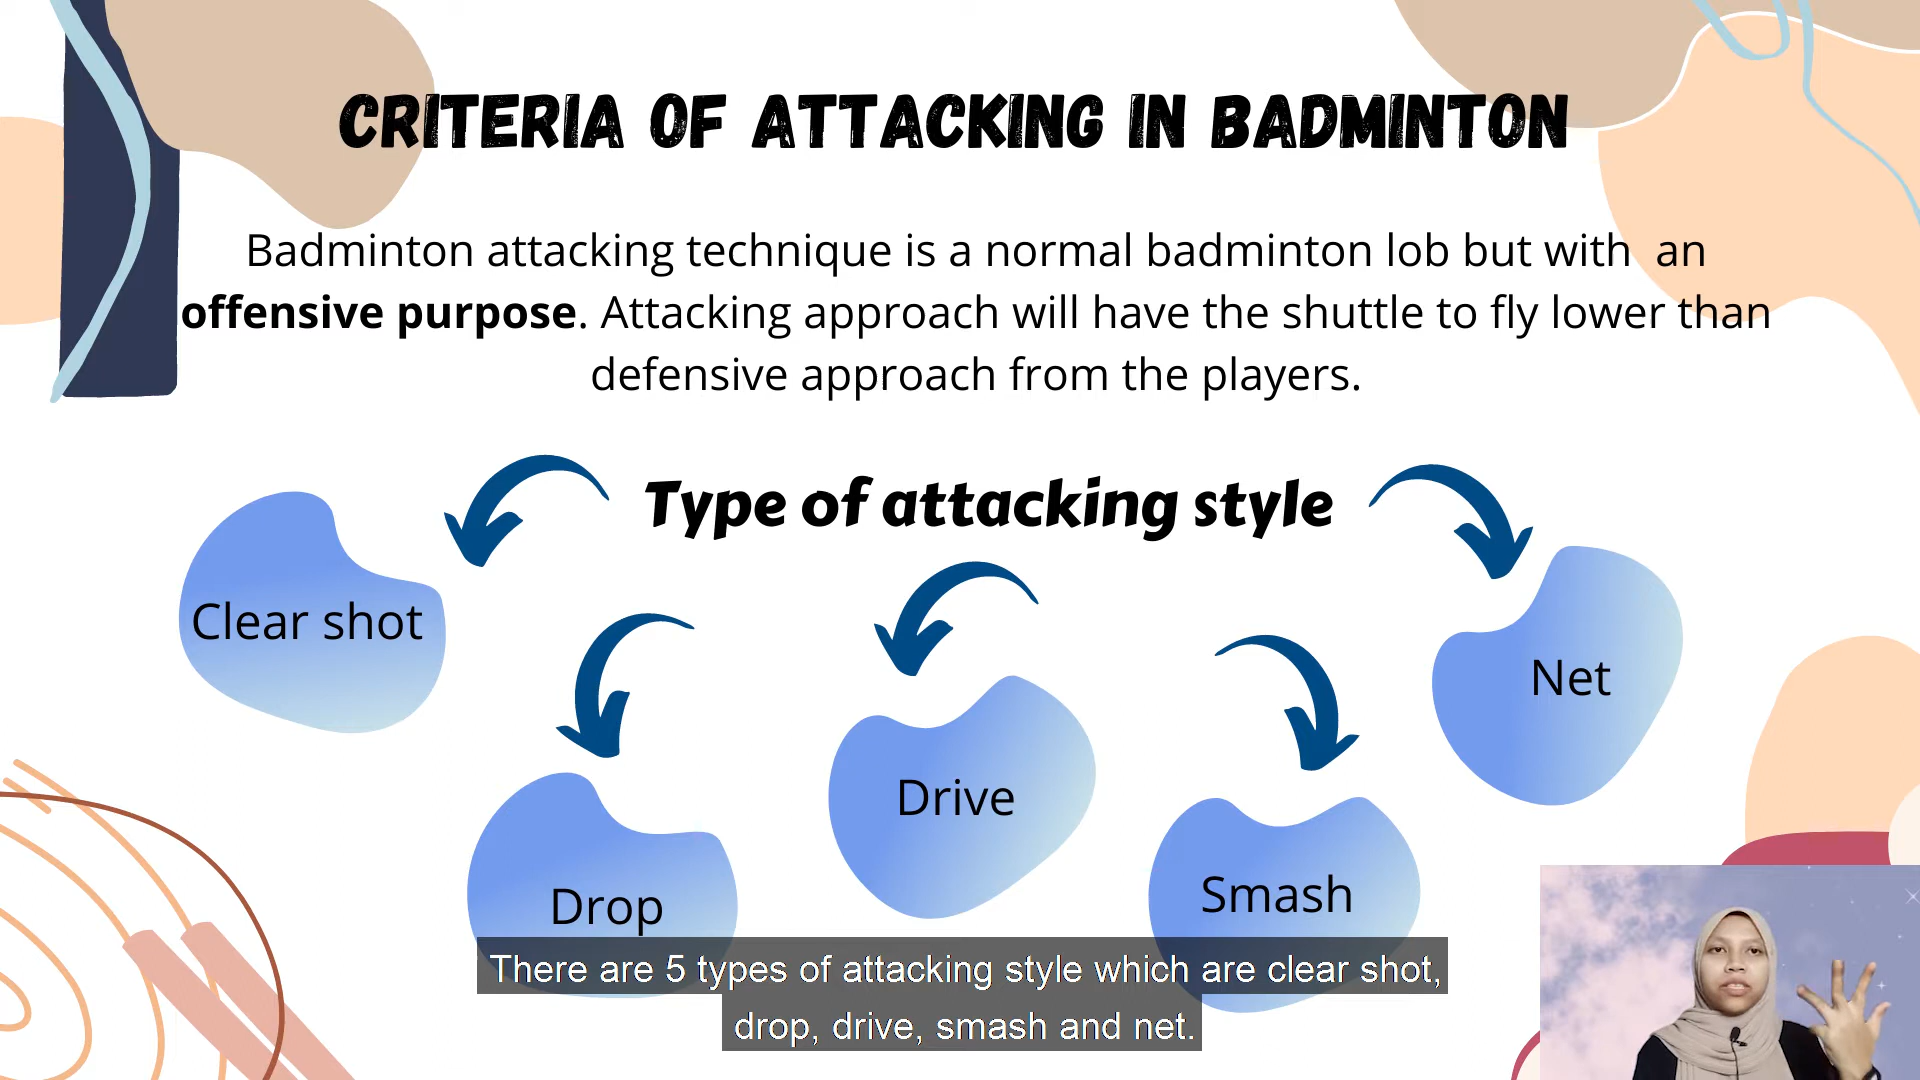 CRITERIA OF ATTACKING IN BADMINTON
Badminton attacking technique is a normal badminton lob but with an
offensive purpose. Attacking approach will have the shuttle to fly lower than
defensive approach from the players.
Type of attacking style
Clear shot
Net
Drive
Smash
Drop
There are 5 types of attacking style which are clear shot,
drop, drive, smash and net.